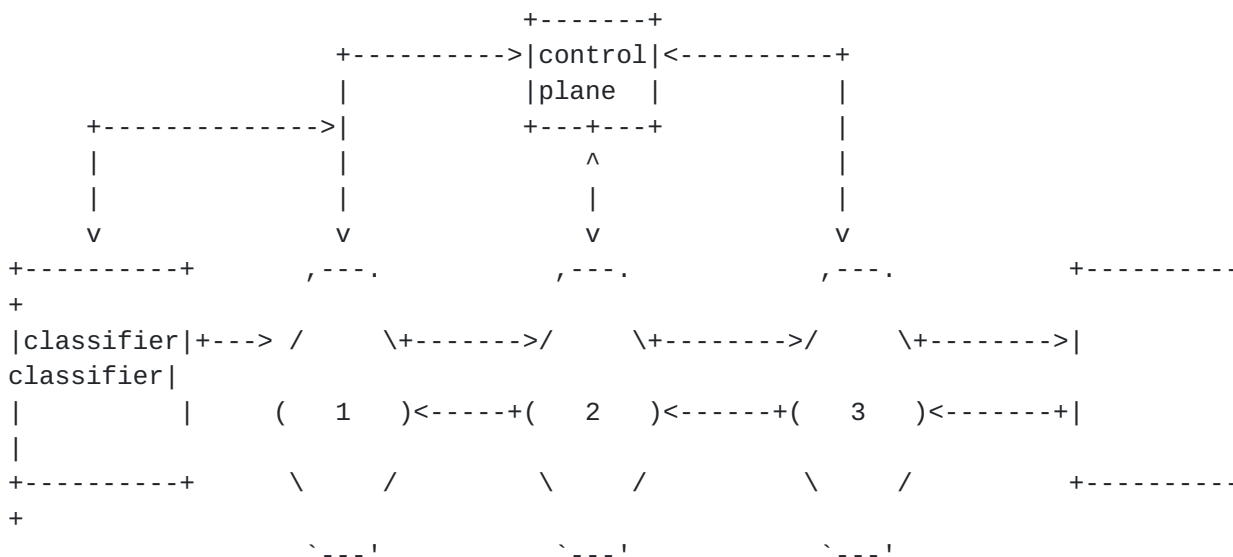 +-------+
                     +---------->|control|<----------+
                     |           |plane  |           |
     +-------------->|           +---+---+           |
     |               |               ^               |
     |               |               |               |
     v               v               v               v
+----------+       ,---.           ,---.            ,---.           +----------
+
|classifier|+---> /     \+------->/     \+-------->/     \+-------->|
classifier|
|          |     (   1   )<-----+(   2   )<------+(   3   )<-------+|
|
+----------+      \     /         \     /          \     /          +----------
+
                   `---'           `---'            `---'